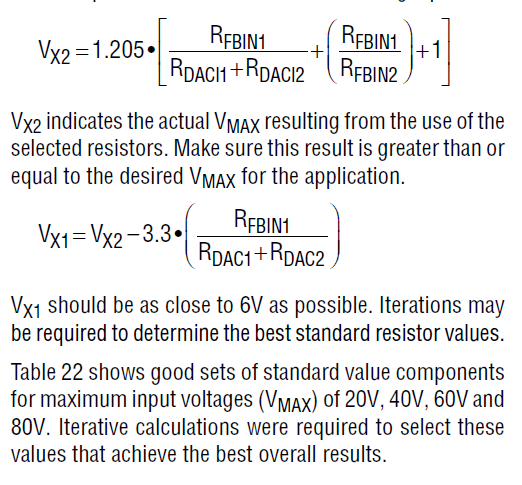 V_X2 = 1.205 • [ R_FBIN1 / (R_DACI1 + R_DACI2) + ( R_FBIN1 / R_FBIN2 ) + 1 ]
V_X2 indicates the actual V_MAX resulting from the use of the
selected resistors. Make sure this result is greater than or
equal to the desired V_MAX for the application.
V_X1 = V_X2 – 3.3 • ( R_FBIN1 / (R_DAC1 + R_DAC2) )
V_X1 should be as close to 6V as possible. Iterations may
be required to determine the best standard resistor values.
Table 22 shows good sets of standard value components
for maximum input voltages (V_MAX) of 20V, 40V, 60V and
80V. Iterative calculations were required to select these
values that achieve the best overall results.